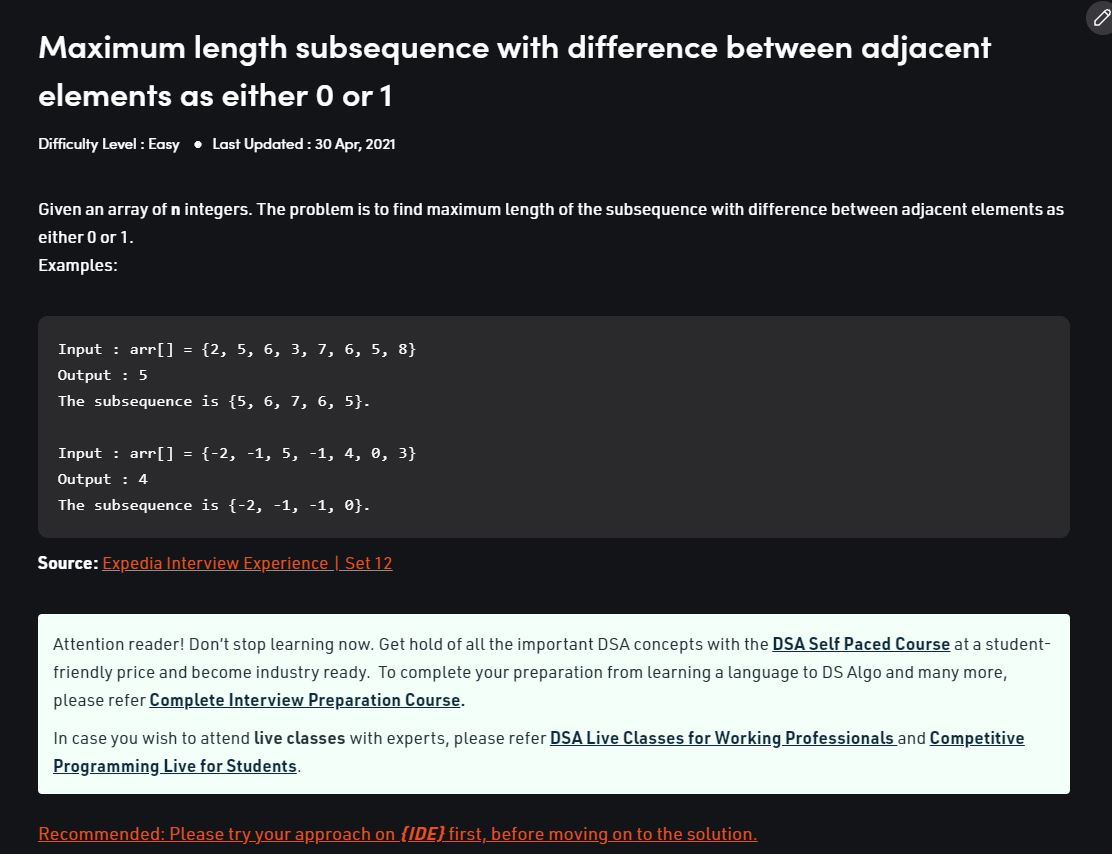 Maximum length subsequence with difference between adjacent
elements as either 0 or 1
Difficulty Level : Easy ● Last Updated : 30 Apr, 2021
Given an array of n integers. The problem is to find maximum length of the subsequence with difference between adjacent elements as
either 0 or 1.
Examples:
Input : arr[] = {2, 5, 6, 3, 7, 6, 5, 8}
Output : 5
The subsequence is {5, 6, 7, 6, 5}.
Input : arr[] = {-2, -1, 5, -1, 4, 0, 3}
Output : 4
The subsequence is {-2, -1, -1, 0}.
Source: Expedia Interview Experience | Set 12
Attention reader! Don’t stop learning now. Get hold of all the important DSA concepts with the DSA Self Paced Course at a student-
friendly price and become industry ready.  To complete your preparation from learning a language to DS Algo and many more,
please refer Complete Interview Preparation Course.
In case you wish to attend live classes with experts, please refer DSA Live Classes for Working Professionals and Competitive
Programming Live for Students.
Recommended: Please try your approach on {IDE} first, before moving on to the solution.